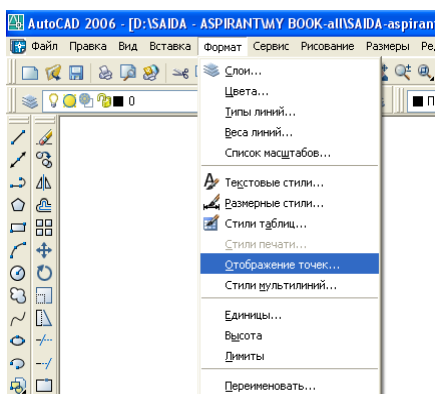 AutoCAD 2006 - [D:\SAIDA - ASPIRANT\MY BOOK-all\SAIDA-aspiran
Файл Правка Вид Вставка Формат Сервис Рисование Размеры Ре
0
Слои...
Цвета...
Типы линий...
Веса линий...
Список масштабов...
Текстовые стили...
Размерные стили...
Стили таблиц...
Стили печати...
Отображение точек...
Стили мультилиний...
Единицы...
Высота
Лимиты
Переименовать...